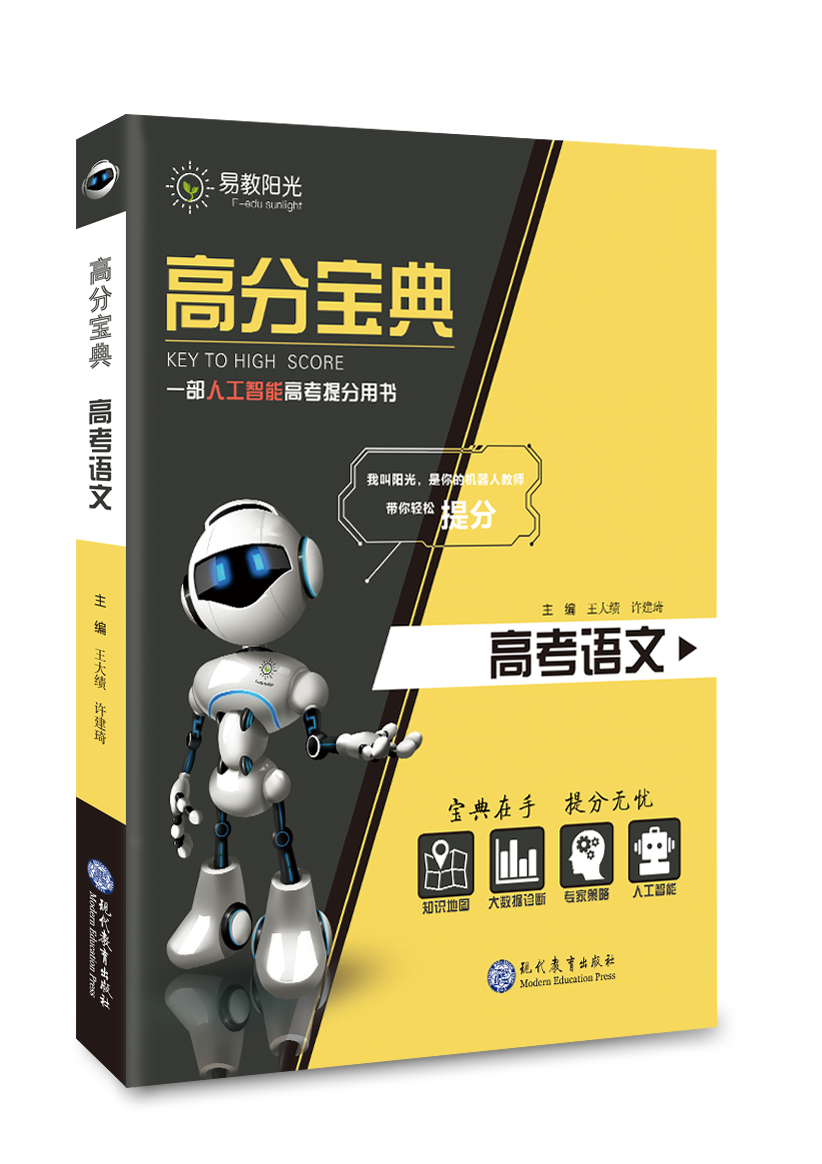 易教阳光
E-edu sunlight
高分宝典
KEY TO HIGH SCORE
一部人工智能高考提分用书
我叫阳光，是你的机器人教师
带你轻松 提分
主 编 王大绩 许建琦
高考语文
宝典在手 提分无忧
知识地图 大数据诊断 专家策略 人工智能
现代教育出版社
Modern Education Press
高分宝典 高考语文
主编 王大绩 许建琦
现代教育出版社
Modern Education Press